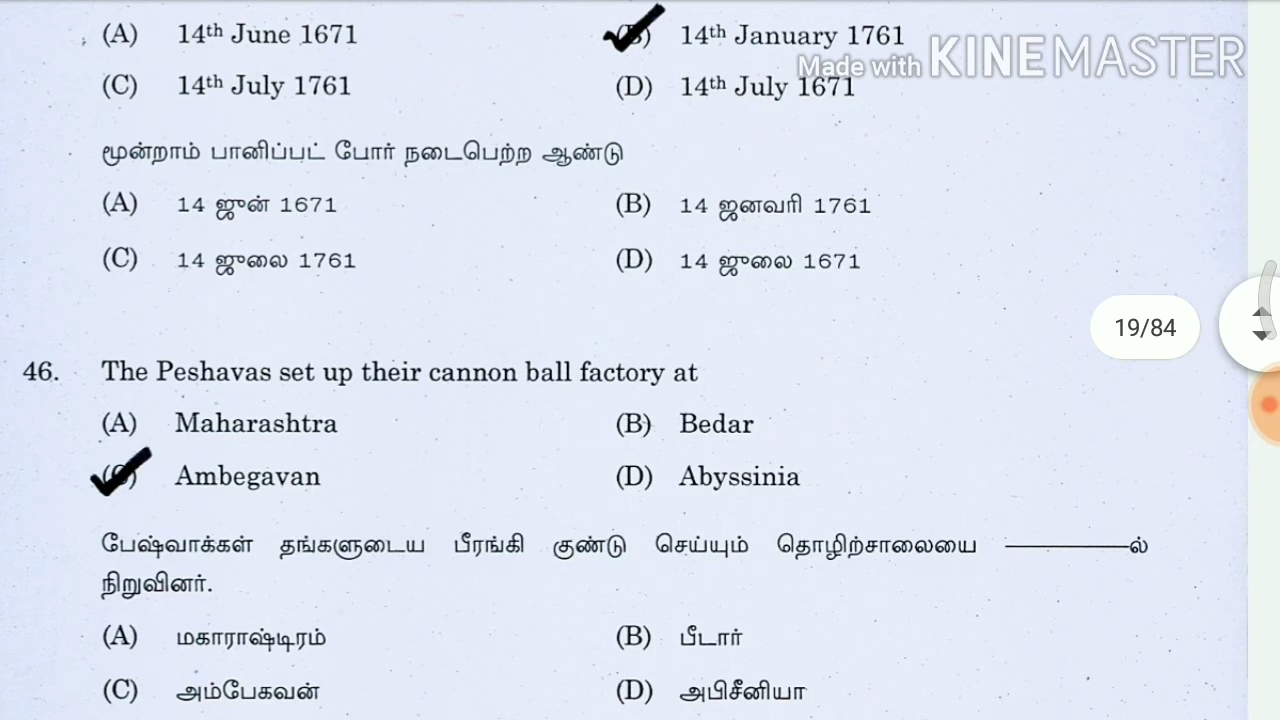 (A) 14th June 1671 (B) 14th January 1761
Made with KINEMASTER
(C) 14th July 1761 (D) 14th July 1671
மூன்றாம் பானிப்பட் போர் நடைபெற்ற ஆண்டு
(A) 14 ஜுன் 1671 (B) 14 ஜனவரி 1761
(C) 14 ஜுலை 1761 (D) 14 ஜுலை 1671
19/84
46. The Peshavas set up their cannon ball factory at
(A) Maharashtra (B) Bedar
(C) Ambegavan (D) Abyssinia
பேஷ்வாக்கள் தங்களுடைய பீரங்கி குண்டு செய்யும் தொழிற்சாலையை ————ல்
நிறுவினர்.
(A) மகாராஷ்டிரம் (B) பீடார்
(C) அம்பேகவன் (D) அபிசீனியா